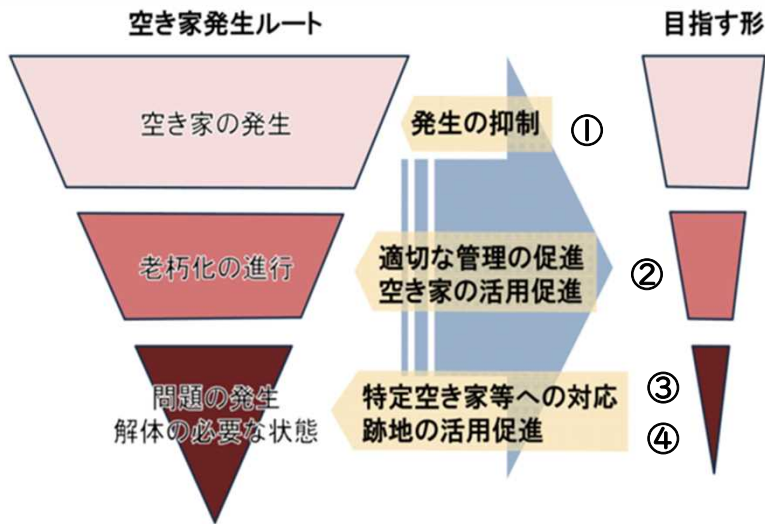 空き家発生ルート
目指す形
空き家の発生
発生の抑制
①
老朽化の進行
適切な管理の促進
空き家の活用促進
②
問題の発生
解体の必要な状態
特定空き家等への対応
跡地の活用促進
③
④